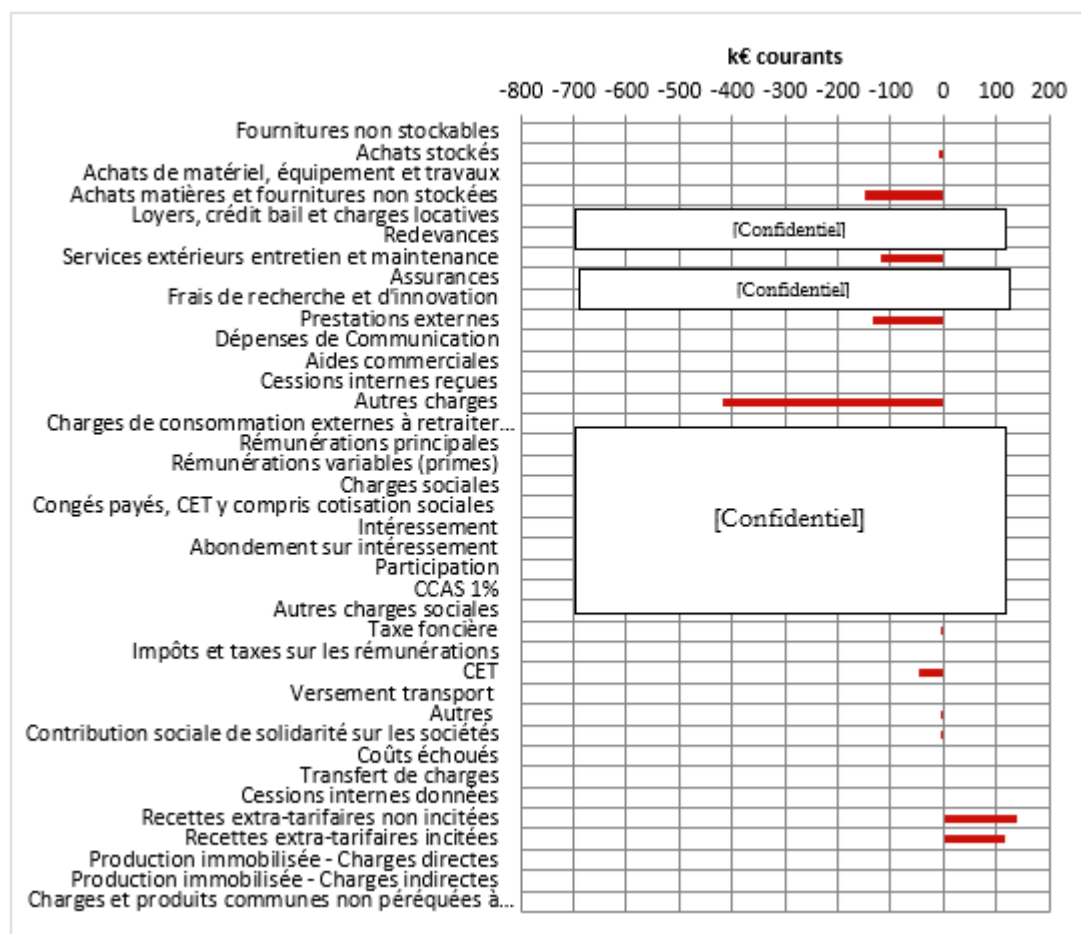 k€ courants
-800 -700 -600 -500 -400 -300 -200 -100 0 100 200
Fournitures non stockables
Achats stockés
Achats de matériel, équipement et travaux
Achats matières et fournitures non stockées
Loyers, crédit bail et charges locatives
[Confidentiel]
Redevances
Services extérieurs entretien et maintenance
Assurances
[Confidentiel]
Frais de recherche et d'innovation
Prestations externes
Dépenses de Communication
Aides commerciales
Cessions internes reçues
Autres charges
Charges de consommation externes à retraiter...
Rémunérations principales
Rémunérations variables (primes)
Charges sociales
Congés payés, CET y compris cotisation sociales
[Confidentiel]
Intéressement
Abondement sur intéressement
Participation
CCAS 1%
Autres charges sociales
Taxe foncière
Impôts et taxes sur les rémunérations
CET
Versement transport
Autres
Contribution sociale de solidarité sur les sociétés
Coûts échoués
Transfert de charges
Cessions internes données
Recettes extra-tarifaires non incitées
Recettes extra-tarifaires incitées
Production immobilisée - Charges directes
Production immobilisée - Charges indirectes
Charges et produits communes non péréquées à...